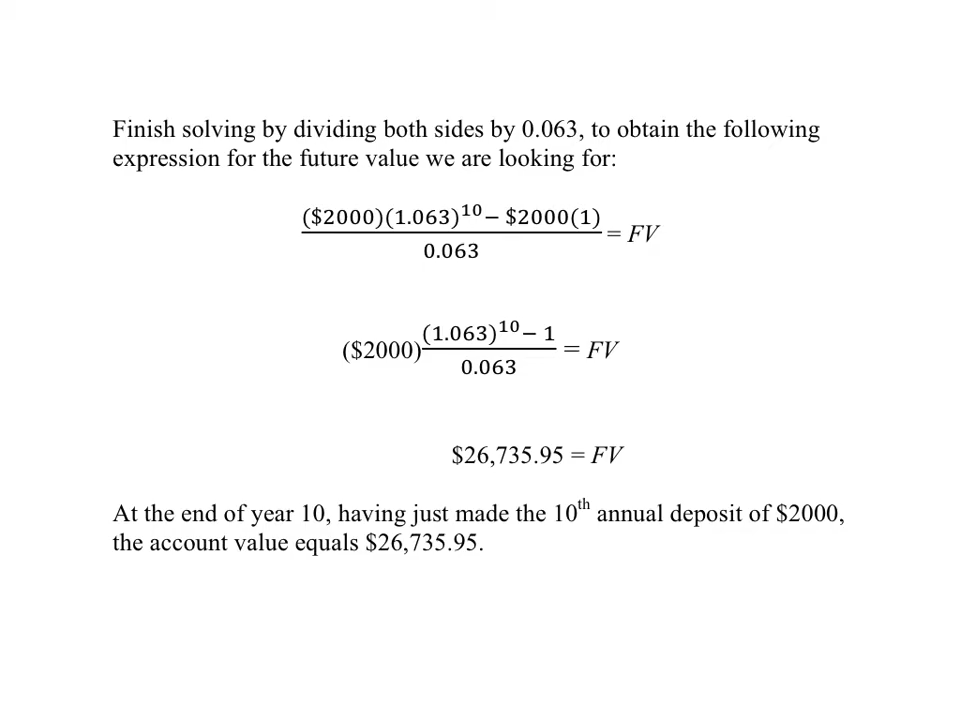 Finish solving by dividing both sides by 0.063, to obtain the following
expression for the future value we are looking for:
($2000)(1.063)^10 – $2000(1)
0.063
= FV
($2000)
(1.063)^10 – 1
0.063
= FV
$26,735.95 = FV
At the end of year 10, having just made the 10th annual deposit of $2000,
the account value equals $26,735.95.